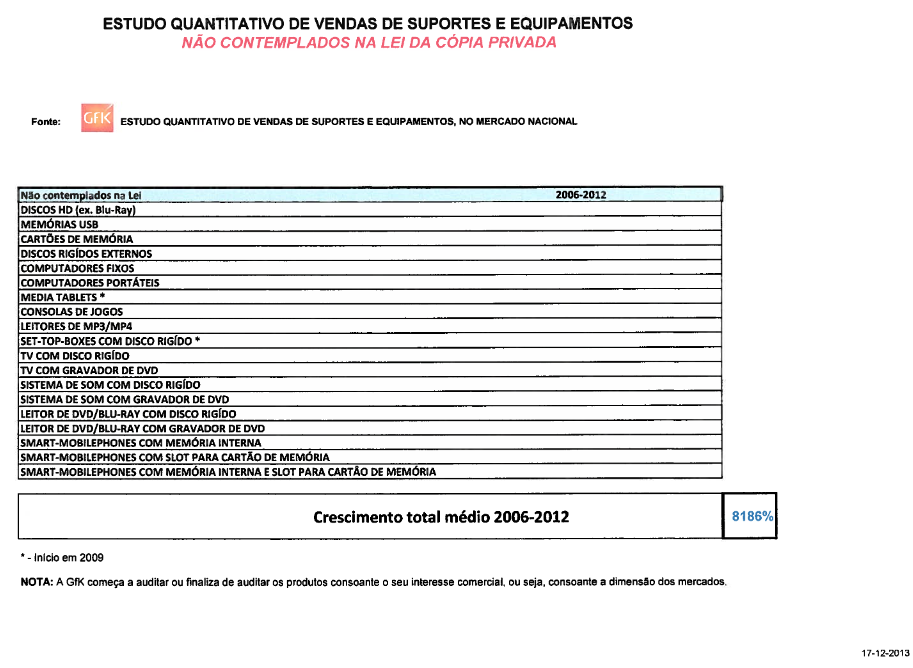 ESTUDO QUANTITATIVO DE VENDAS DE SUPORTES E EQUIPAMENTOS
NÃO CONTEMPLADOS NA LEI DA CÓPIA PRIVADA
Fonte: GfK ESTUDO QUANTITATIVO DE VENDAS DE SUPORTES E EQUIPAMENTOS, NO MERCADO NACIONAL
Não contemplados na Lei 2006-2012
DISCOS HD (ex. Blu-Ray)
MEMÓRIAS USB
CARTÕES DE MEMÓRIA
DISCOS RIGÍDOS EXTERNOS
COMPUTADORES FIXOS
COMPUTADORES PORTÁTEIS
MEDIA TABLETS *
CONSOLAS DE JOGOS
LEITORES DE MP3/MP4
SET-TOP-BOXES COM DISCO RIGÍDO *
TV COM DISCO RIGÍDO
TV COM GRAVADOR DE DVD
SISTEMA DE SOM COM DISCO RIGÍDO
SISTEMA DE SOM COM GRAVADOR DE DVD
LEITOR DE DVD/BLU-RAY COM DISCO RIGÍDO
LEITOR DE DVD/BLU-RAY COM GRAVADOR DE DVD
SMART-MOBILEPHONES COM MEMÓRIA INTERNA
SMART-MOBILEPHONES COM SLOT PARA CARTÃO DE MEMÓRIA
SMART-MOBILEPHONES COM MEMÓRIA INTERNA E SLOT PARA CARTÃO DE MEMÓRIA
Crescimento total médio 2006-2012 8186%
* - Início em 2009
NOTA: A GfK começa a auditar ou finaliza de auditar os produtos consoante o seu interesse comercial, ou seja, consoante a dimensão dos mercados.
17-12-2013